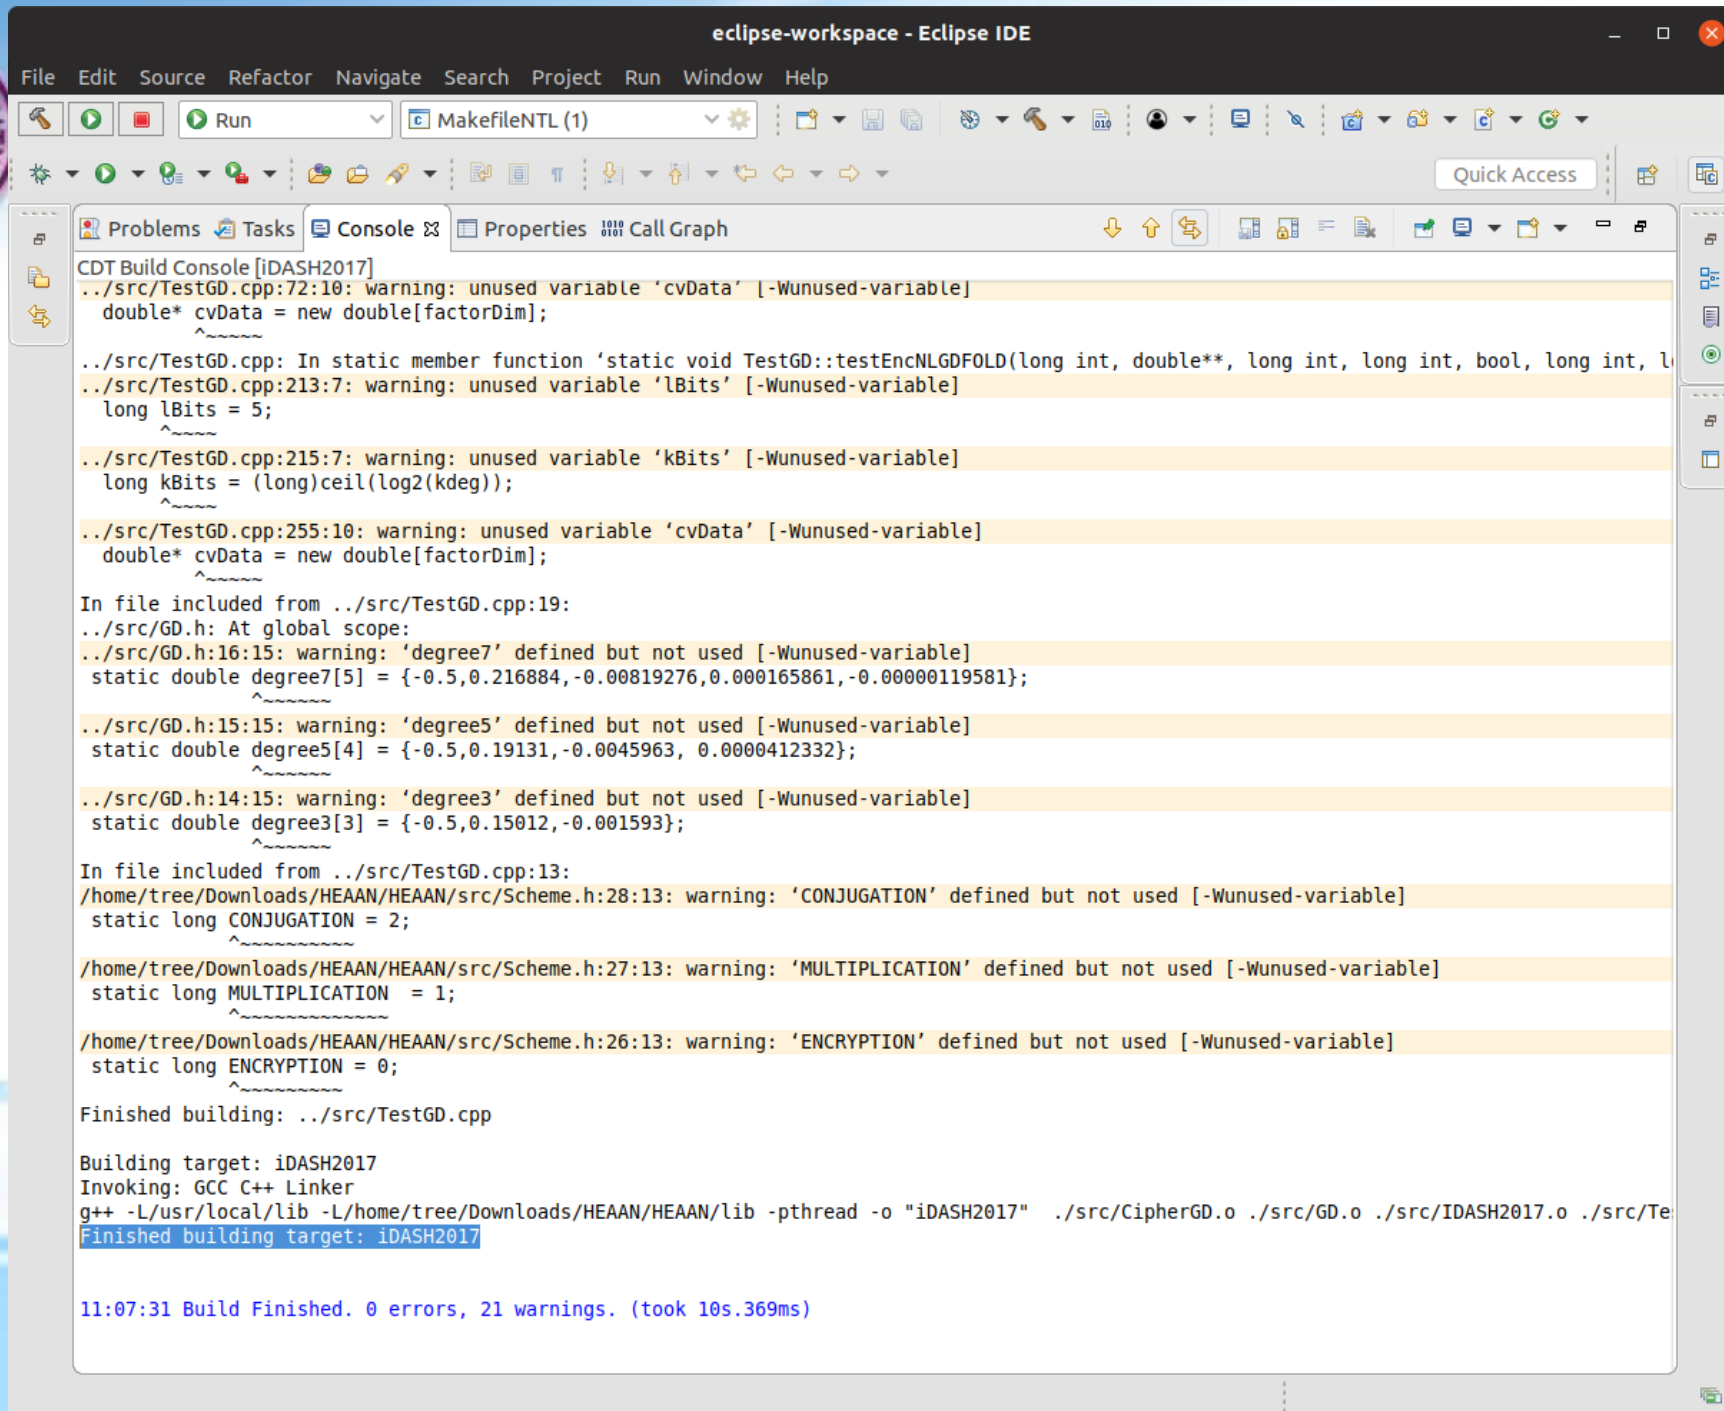 eclipse-workspace - Eclipse IDE
File Edit Source Refactor Navigate Search Project Run Window Help
Run
MakefileNTL (1)
Quick Access
Problems Tasks Console Properties Call Graph
CDT Build Console [iDASH2017]
../src/TestGD.cpp:72:10: warning: unused variable ‘cvData’ [-Wunused-variable]
double* cvData = new double[factorDim];
^~~~~~
../src/TestGD.cpp: In static member function ‘static void TestGD::testEncNLGDFOLD(long int, double**, long int, long int, bool, long int, l
../src/TestGD.cpp:213:7: warning: unused variable ‘lBits’ [-Wunused-variable]
long lBits = 5;
^~~~~
../src/TestGD.cpp:215:7: warning: unused variable ‘kBits’ [-Wunused-variable]
long kBits = (long)ceil(log2(kdeg));
^~~~~
../src/TestGD.cpp:255:10: warning: unused variable ‘cvData’ [-Wunused-variable]
double* cvData = new double[factorDim];
^~~~~~
In file included from ../src/TestGD.cpp:19:
../src/GD.h: At global scope:
../src/GD.h:16:15: warning: ‘degree7’ defined but not used [-Wunused-variable]
static double degree7[5] = {-0.5,0.216884,-0.00819276,0.000165861,-0.00000119581};
^~~~~~~
../src/GD.h:15:15: warning: ‘degree5’ defined but not used [-Wunused-variable]
static double degree5[4] = {-0.5,0.19131,-0.0045963, 0.0000412332};
^~~~~~~
../src/GD.h:14:15: warning: ‘degree3’ defined but not used [-Wunused-variable]
static double degree3[3] = {-0.5,0.15012,-0.001593};
^~~~~~~
In file included from ../src/TestGD.cpp:13:
/home/tree/Downloads/HEAAN/HEAAN/src/Scheme.h:28:13: warning: ‘CONJUGATION’ defined but not used [-Wunused-variable]
static long CONJUGATION = 2;
^~~~~~~~~~~
/home/tree/Downloads/HEAAN/HEAAN/src/Scheme.h:27:13: warning: ‘MULTIPLICATION’ defined but not used [-Wunused-variable]
static long MULTIPLICATION  = 1;
^~~~~~~~~~~~~~
/home/tree/Downloads/HEAAN/HEAAN/src/Scheme.h:26:13: warning: ‘ENCRYPTION’ defined but not used [-Wunused-variable]
static long ENCRYPTION = 0;
^~~~~~~~~~
Finished building: ../src/TestGD.cpp
Building target: iDASH2017
Invoking: GCC C++ Linker
g++ -L/usr/local/lib -L/home/tree/Downloads/HEAAN/HEAAN/lib -pthread -o "iDASH2017"  ./src/CipherGD.o ./src/GD.o ./src/IDASH2017.o ./src/Te
Finished building target: iDASH2017
11:07:31 Build Finished. 0 errors, 21 warnings. (took 10s.369ms)